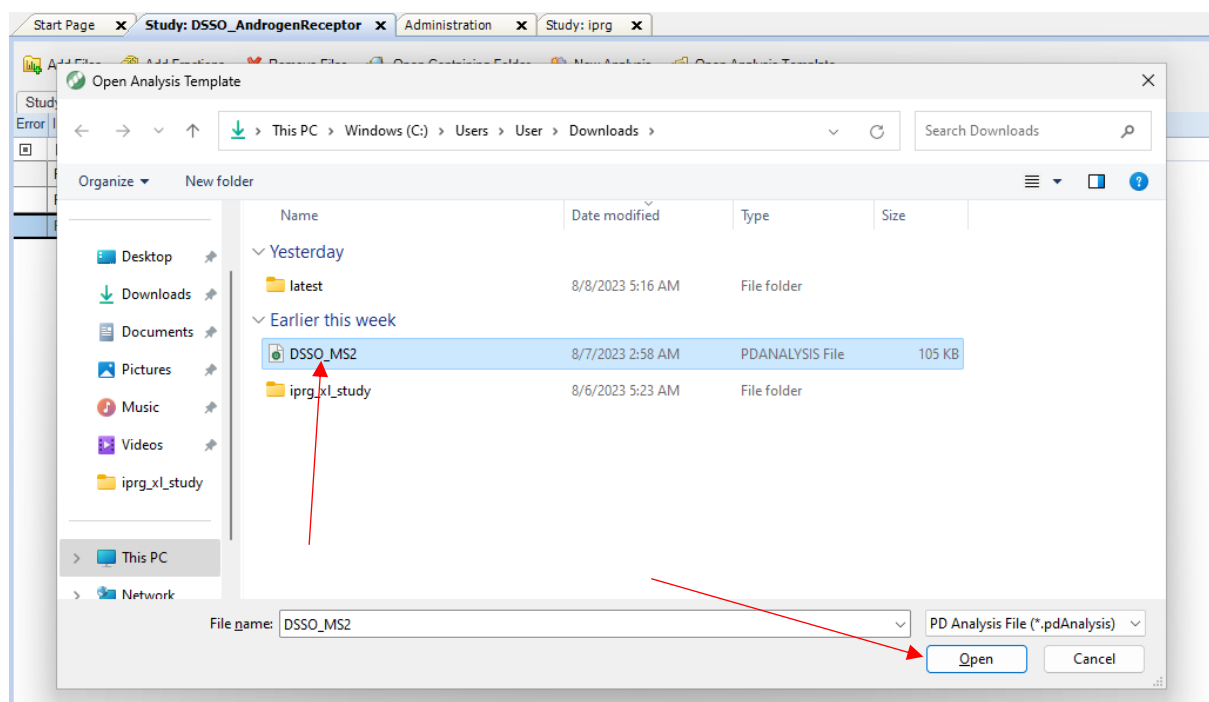 Start Page x Study: DSSO_AndrogenReceptor x Administration x Study: iprg x
Open Analysis Template
Stud
Error
This PC > Windows (C:) > Users > User > Downloads >
Search Downloads
Organize New folder
Name Date modified Type Size
Yesterday
latest 8/8/2023 5:16 AM File folder
Earlier this week
DSSO_MS2 8/7/2023 2:58 AM PDANALYSIS File 105 KB
iprg_xl_study 8/6/2023 5:23 AM File folder
Desktop
Downloads
Documents
Pictures
Music
Videos
iprg_xl_study
This PC
Network
File name: DSSO_MS2
PD Analysis File (*.pdAnalysis)
Open Cancel